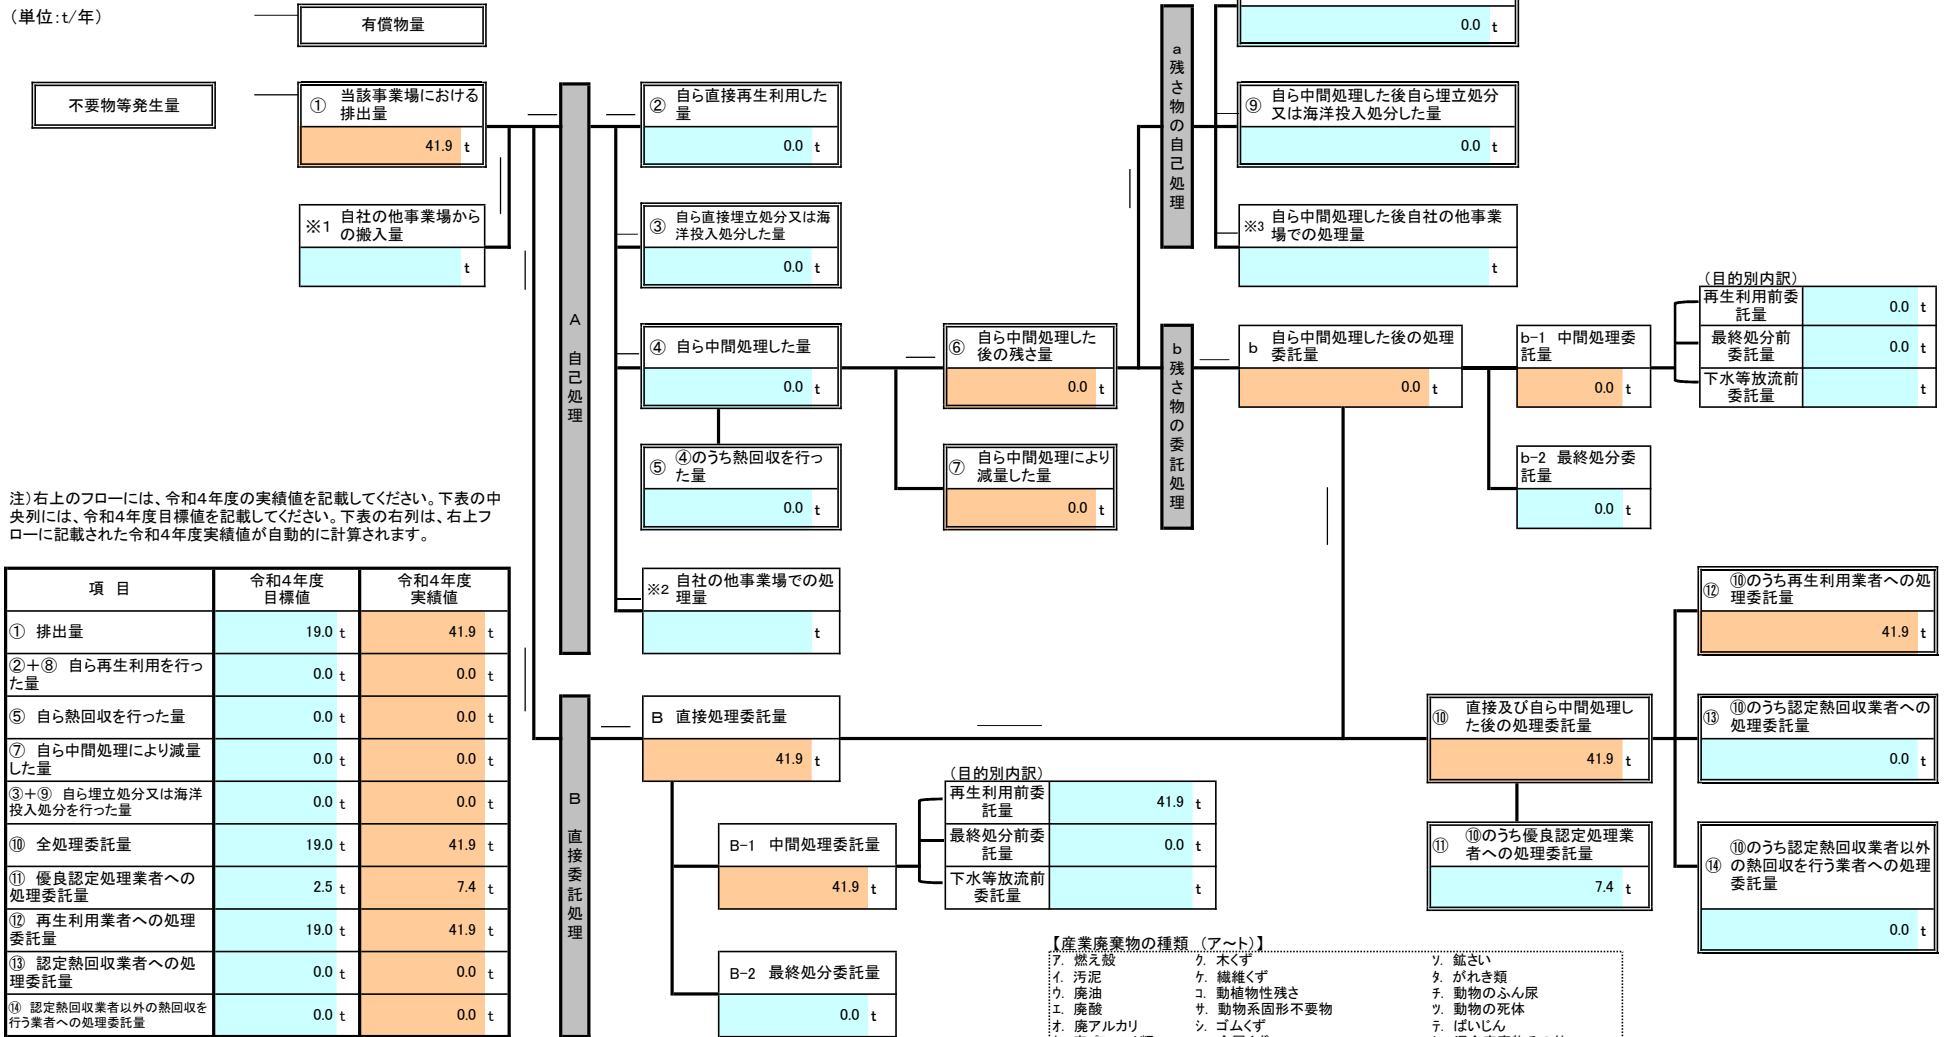 (単位:t/年)
有償物量
不要物等発生量
① 当該事業場における
排出量
41.9 t
※1 自社の他事業場から
の搬入量
t
A 自己処理
② 自ら直接再生利用した
量
0.0 t
③ 自ら直接埋立処分又は海
洋投入処分した量
0.0 t
④ 自ら中間処理した量
0.0 t
⑤ ④のうち熱回収を行っ
た量
0.0 t
※2 自社の他事業場での処
理量
t
⑥ 自ら中間処理した
後の残さ量
0.0 t
⑦ 自ら中間処理により
減量した量
0.0 t
a 残さ物の自己処理
0.0 t
⑨ 自ら中間処理した後自ら埋立処分
又は海洋投入処分した量
0.0 t
※3 自ら中間処理した後自社の他事業
場での処理量
t
b 残さ物の委託処理
b 自ら中間処理した後の処理
委託量
0.0 t
b-1 中間処理委
託量
0.0 t
b-2 最終処分委
託量
0.0 t
(目的別内訳)
再生利用前委
託量
0.0 t
最終処分前
委託量
0.0 t
下水等放流前
委託量
t
注)右上のフローには、令和4年度の実績値を記載してください。下表の中
央列には、令和4年度目標値を記載してください。下表の右列は、右上フ
ローに記載された令和4年度実績値が自動的に計算されます。
項 目 令和4年度 目標値 令和4年度 実績値
① 排出量 19.0 t 41.9 t
②+⑧ 自ら再生利用を行っ
た量 0.0 t 0.0 t
⑤ 自ら熱回収を行った量 0.0 t 0.0 t
⑦ 自ら中間処理により減量
した量 0.0 t 0.0 t
③+⑨ 自ら埋立処分又は海洋
投入処分を行った量 0.0 t 0.0 t
⑩ 全処理委託量 19.0 t 41.9 t
⑪ 優良認定処理業者への
処理委託量 2.5 t 7.4 t
⑫ 再生利用業者への処理
委託量 19.0 t 41.9 t
⑬ 認定熱回収業者への処
理委託量 0.0 t 0.0 t
⑭ 認定熱回収業者以外の熱回収を
行う業者への処理委託量 0.0 t 0.0 t
B 直接委託処理
B 直接処理委託量
41.9 t
B-1 中間処理委託量
41.9 t
B-2 最終処分委託量
0.0 t
(目的別内訳)
再生利用前委
託量
41.9 t
最終処分前委
託量
0.0 t
下水等放流前
委託量
t
⑩ 直接及び自ら中間処理し
た後の処理委託量
41.9 t
⑪ ⑩のうち優良認定処理業
者への処理委託量
7.4 t
⑫ ⑩のうち再生利用業者への処
理委託量
41.9 t
⑬ ⑩のうち認定熱回収業者への
処理委託量
0.0 t
⑭ ⑩のうち認定熱回収業者以外
の熱回収を行う業者への処理
委託量
0.0 t
【産業廃棄物の種類 (ア~ト)】
ア. 燃え殻 ク. 木くず ソ. 鉱さい
イ. 汚泥 ケ. 繊維くず タ. がれき類
ウ. 廃油 コ. 動植物性残さ チ. 動物のふん尿
エ. 廃酸 サ. 動物系固形不要物 ツ. 動物の死体
オ. 廃アルカリ シ. ゴムくず テ. ばいじん